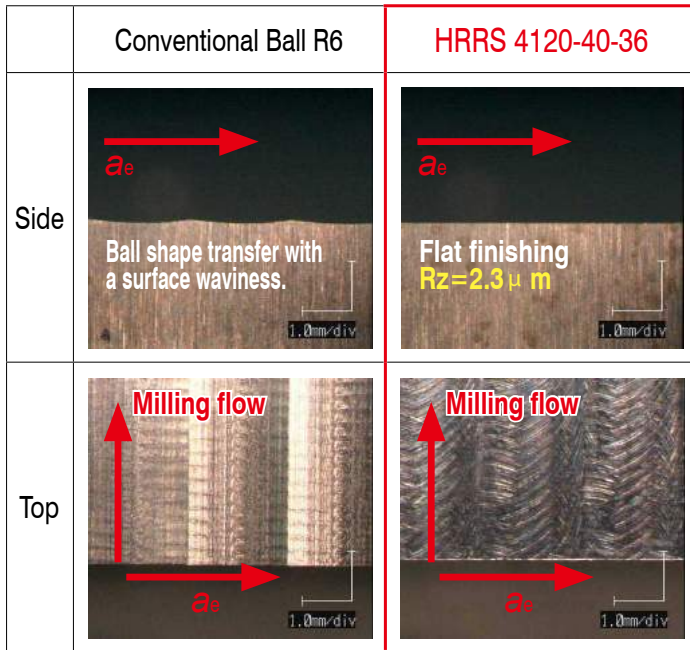 Conventional Ball R6
HRRS 4120-40-36
Side
ae
Ball shape transfer with
a surface waviness.
1.0mm/div
ae
Flat finishing
Rz=2.3μm
1.0mm/div
Top
Milling flow
ae
1.0mm/div
Milling flow
ae
1.0mm/div